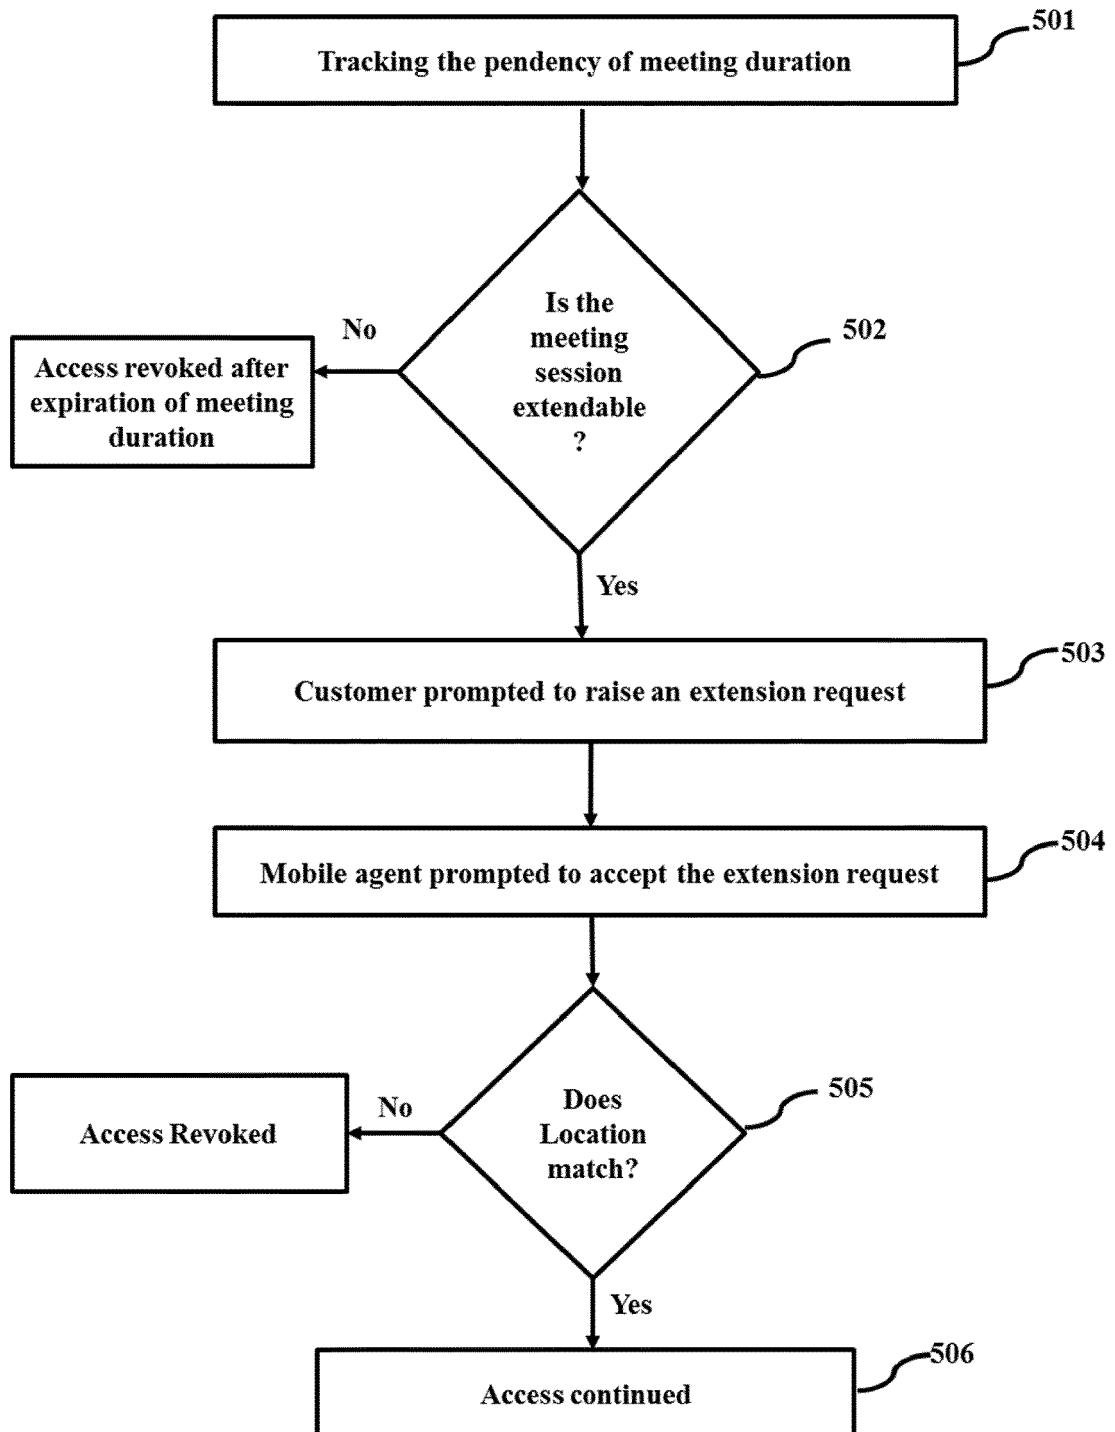 501
Tracking the pendency of meeting duration
Is the
meeting
session
extendable
?
502
No
Access revoked after
expiration of meeting
duration
Yes
503
Customer prompted to raise an extension request
504
Mobile agent prompted to accept the extension request
Does
Location
match?
505
No
Access Revoked
Yes
506
Access continued